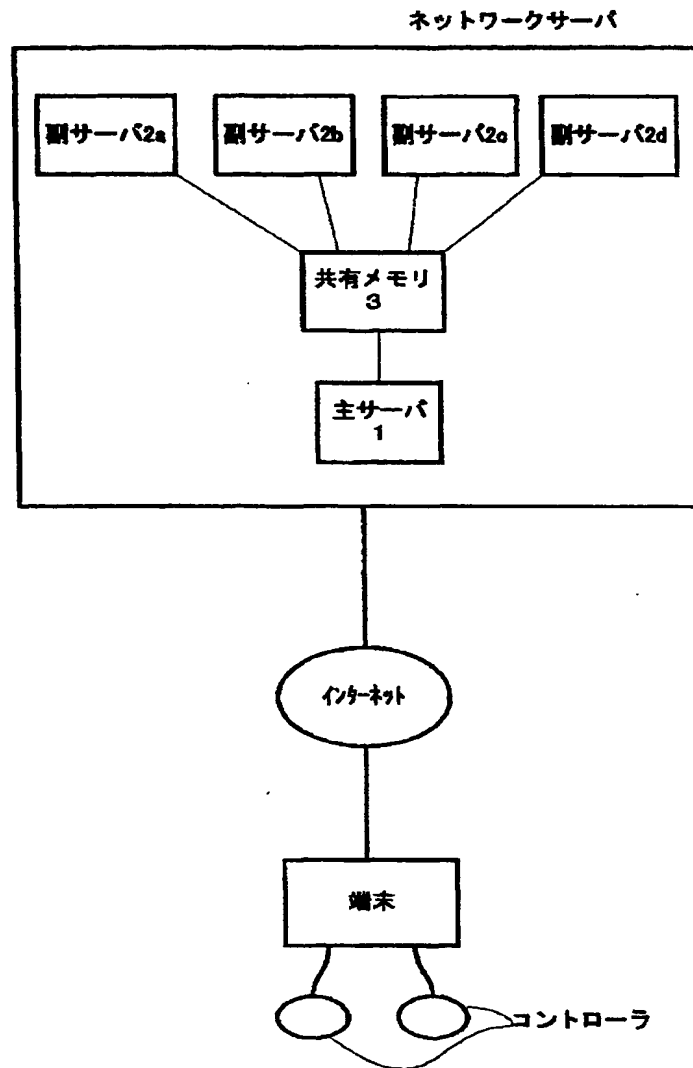 ネットワークサーバ
副サーバ2a
副サーバ2b
副サーバ2c
副サーバ2d
共有メモリ
3
主サーバ
1
インターネット
端末
コントローラ